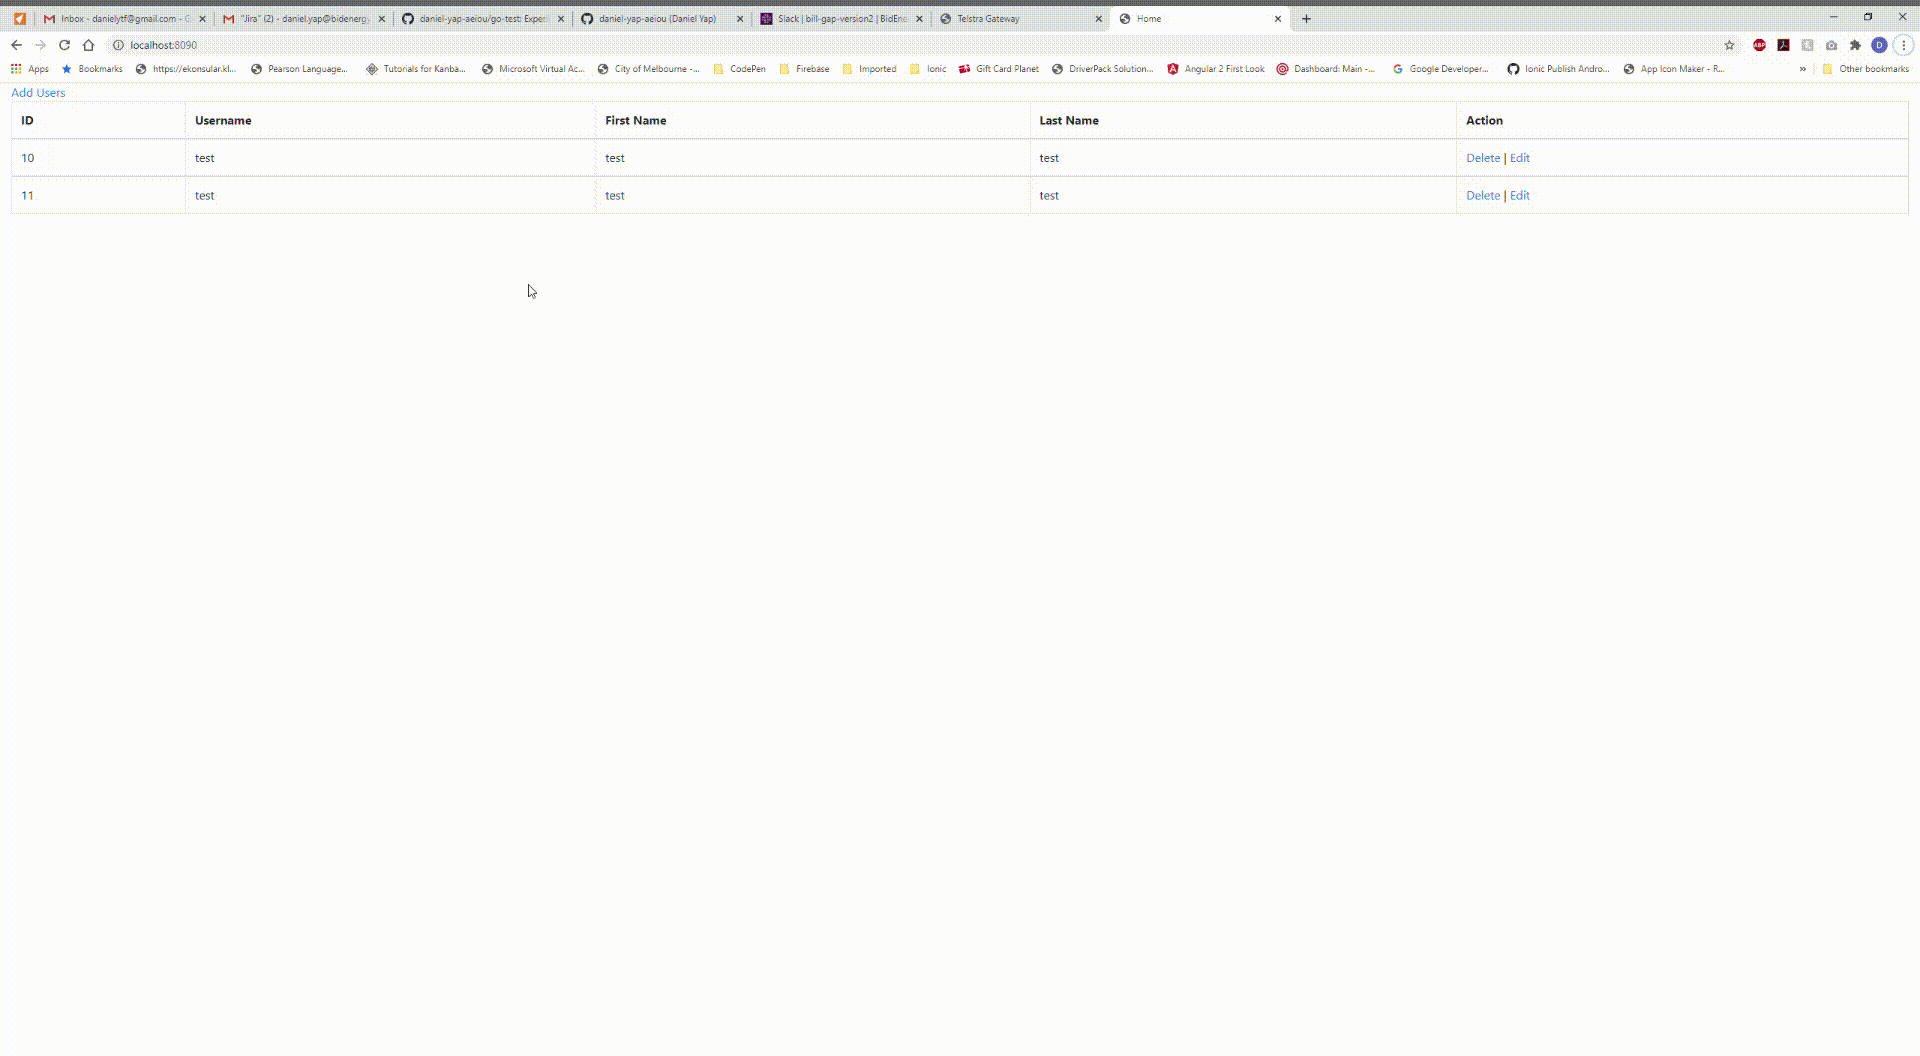 Inbox - danielytf@gmail.com - G
"Jira" (2) - daniel.yap@bidenergy
daniel-yap-aeiou/go-test: Experi
daniel-yap-aeiou (Daniel Yap)
Slack | bill-gap-version2 | BidEne
Telstra Gateway
Home
localhost:8090
ABP
D
Apps
Bookmarks
https://ekonsular.kl...
Pearson Language...
Tutorials for Kanba...
Microsoft Virtual Ac...
City of Melbourne -...
CodePen
Firebase
Imported
Ionic
Gift Card Planet
DriverPack Solution...
Angular 2 First Look
Dashboard: Main -...
Google Developer...
Ionic Publish Andro...
App Icon Maker - R...
»
Other bookmarks
Add Users
ID Username First Name Last Name Action
10 test test test Delete | Edit
11 test test test Delete | Edit